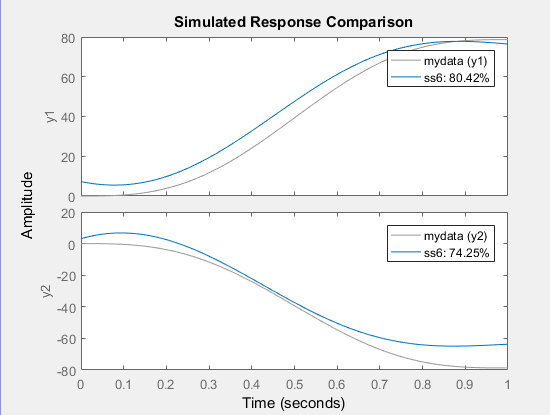 Simulated Response Comparison
80
60
40
20
0
y1
mydata (y1)
ss6: 80.42%
Amplitude
20
0
-20
-40
-60
-80
y2
mydata (y2)
ss6: 74.25%
0 0.1 0.2 0.3 0.4 0.5 0.6 0.7 0.8 0.9 1
Time (seconds)